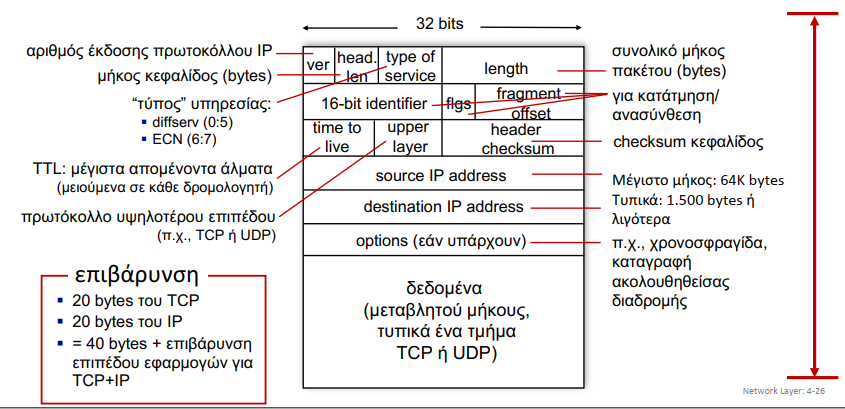 32 bits
αριθμός έκδοσης πρωτοκόλλου IP
μήκος κεφαλίδος (bytes)
“τύπος” υπηρεσίας:
diffserv (0:5)
ECN (6:7)
TTL: μέγιστα απομένοντα άλματα
(μειούμενα σε κάθε δρομολογητή)
πρωτόκολλο υψηλοτέρου επιπέδου
(π.χ., TCP ή UDP)
επιβάρυνση
20 bytes του TCP
20 bytes του IP
= 40 bytes + επιβάρυνση
επιπέδου εφαρμογών για
TCP+IP
ver
head.
len
type of
service
length
16-bit identifier
flgs
fragment
offset
time to
live
upper
layer
header
checksum
source IP address
destination IP address
options (εάν υπάρχουν)
δεδομένα
(μεταβλητού μήκους,
τυπικά ένα τμήμα
TCP ή UDP)
συνολικό μήκος
πακέτου (bytes)
για κατάτμηση/
ανασύνθεση
checksum κεφαλίδος
Μέγιστο μήκος: 64K bytes
Τυπικά: 1.500 bytes ή
λιγότερα
π.χ., χρονοσφραγίδα,
καταγραφή
ακολουθηθείσας
διαδρομής
Network Layer: 4-26